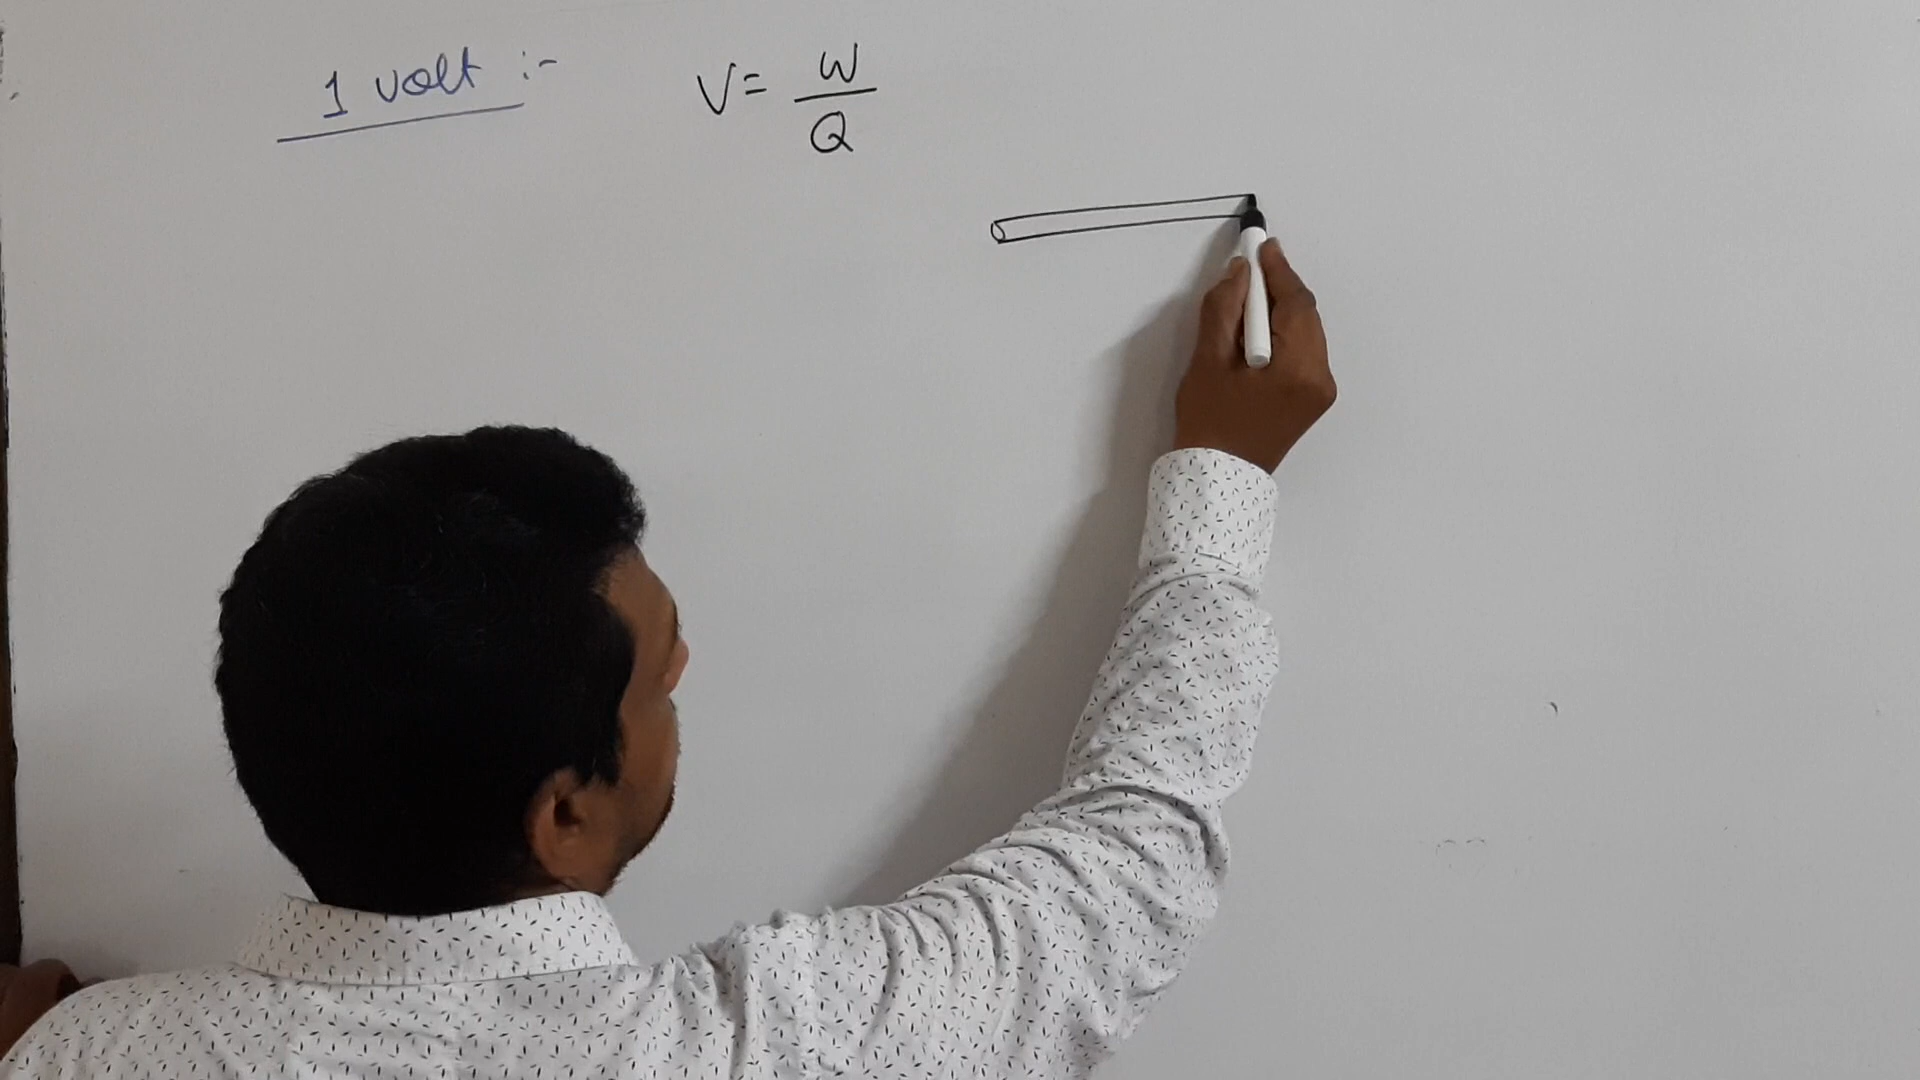 1 volt :-
V = W/Q